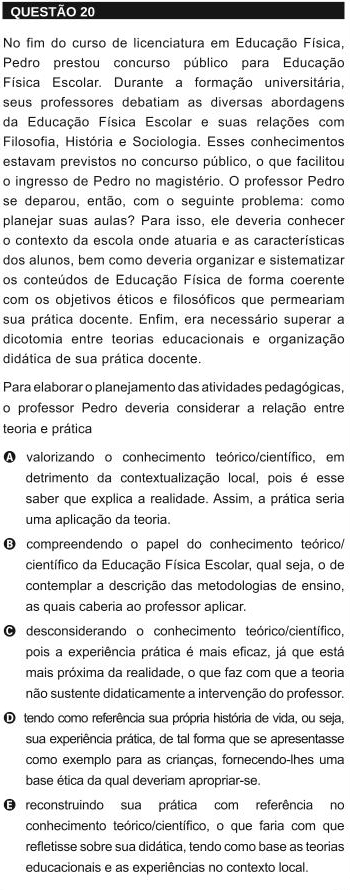 QUESTÃO 20
No fim do curso de licenciatura em Educação Física,
Pedro prestou concurso público para Educação
Física Escolar. Durante a formação universitária,
seus professores debatiam as diversas abordagens
da Educação Física Escolar e suas relações com
Filosofia, História e Sociologia. Esses conhecimentos
estavam previstos no concurso público, o que facilitou
o ingresso de Pedro no magistério. O professor Pedro
se deparou, então, com o seguinte problema: como
planejar suas aulas? Para isso, ele deveria conhecer
o contexto da escola onde atuaria e as características
dos alunos, bem como deveria organizar e sistematizar
os conteúdos de Educação Física de forma coerente
com os objetivos éticos e filosóficos que permeariam
sua prática docente. Enfim, era necessário superar a
dicotomia entre teorias educacionais e organização
didática de sua prática docente.
Para elaborar o planejamento das atividades pedagógicas,
o professor Pedro deveria considerar a relação entre
teoria e prática
A valorizando o conhecimento teórico/científico, em
detrimento da contextualização local, pois é esse
saber que explica a realidade. Assim, a prática seria
uma aplicação da teoria.
B compreendendo o papel do conhecimento teórico/
científico da Educação Física Escolar, qual seja, o de
contemplar a descrição das metodologias de ensino,
as quais caberia ao professor aplicar.
C desconsiderando o conhecimento teórico/científico,
pois a experiência prática é mais eficaz, já que está
mais próxima da realidade, o que faz com que a teoria
não sustente didaticamente a intervenção do professor.
D tendo como referência sua própria história de vida, ou seja,
sua experiência prática, de tal forma que se apresentasse
como exemplo para as crianças, fornecendo-lhes uma
base ética da qual deveriam apropriar-se.
E reconstruindo sua prática com referência no
conhecimento teórico/científico, o que faria com que
refletisse sobre sua didática, tendo como base as teorias
educacionais e as experiências no contexto local.